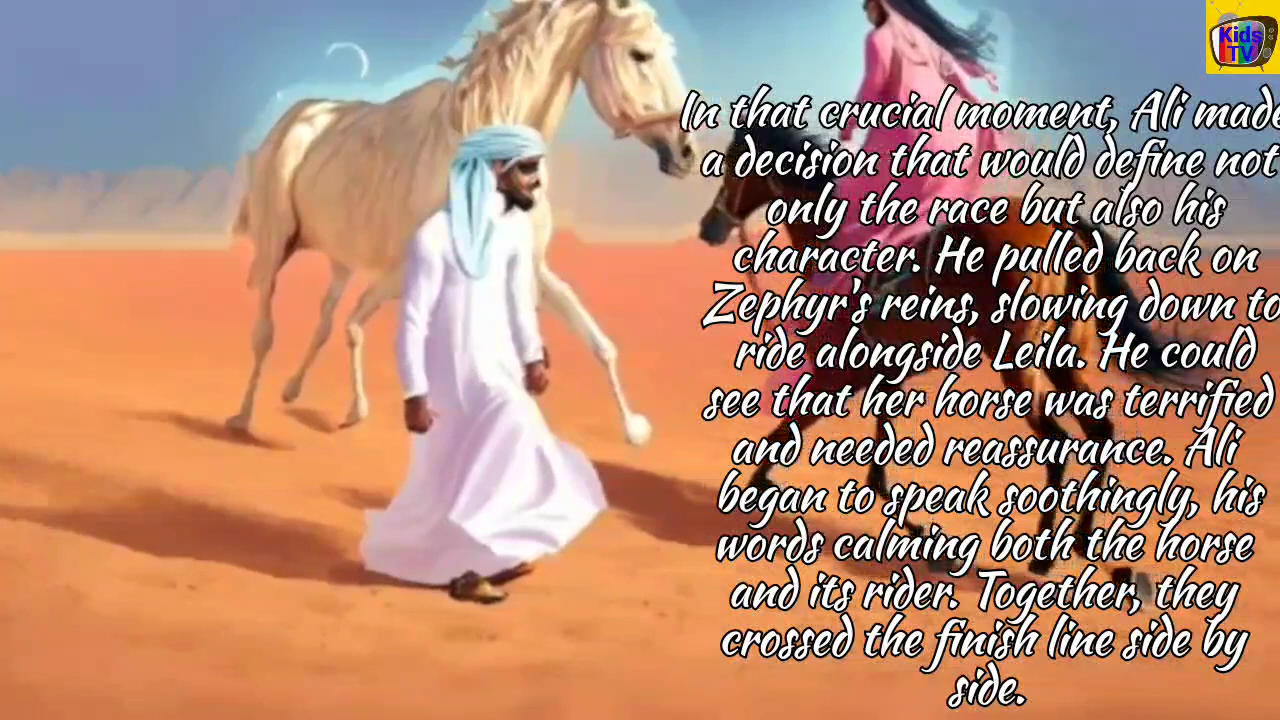 Kids
TV
In that crucial moment, Ali made
a decision that would define not
only the race but also his
character. He pulled back on
Zephyr's reins, slowing down to
ride alongside Leila. He could
see that her horse was terrified
and needed reassurance. Ali
began to speak soothingly, his
words calming both the horse
and its rider. Together, they
crossed the finish line side by
side.